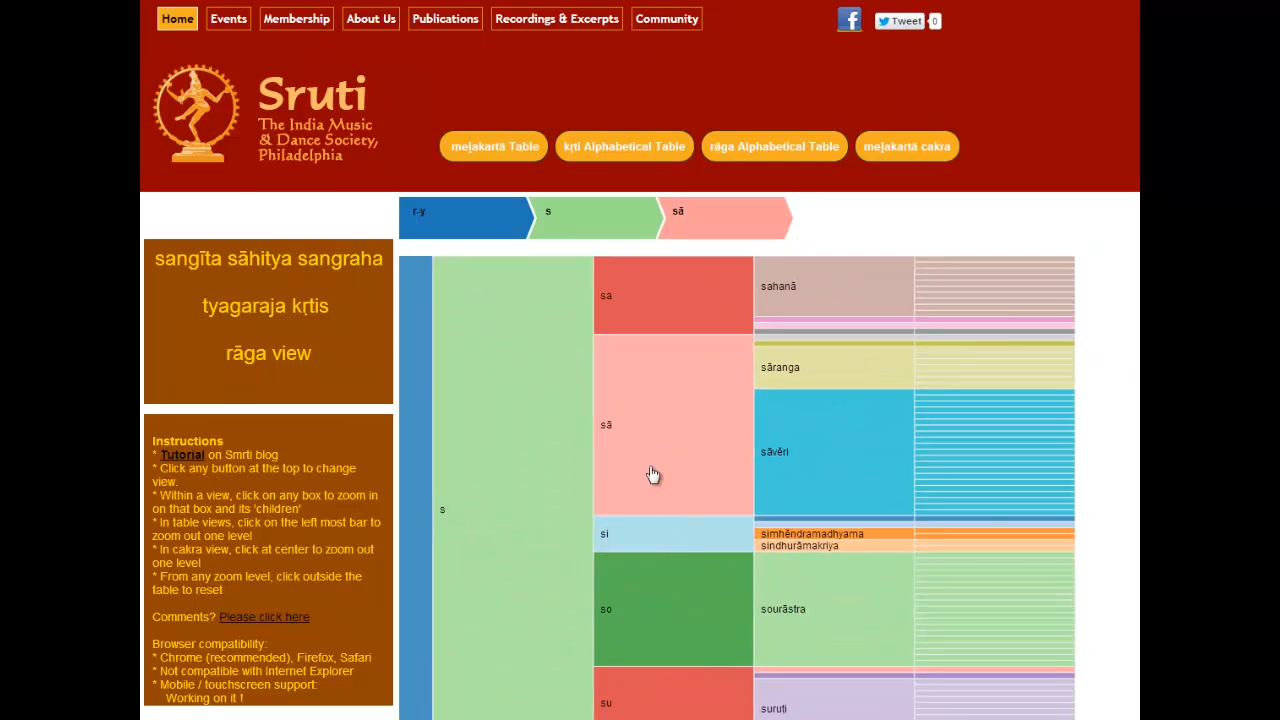 Home Events Membership About Us Publications Recordings & Excerpts Community
Tweet 0
Sruti
The India Music
& Dance Society,
Philadelphia
meḷakartā Table
kṛti Alphabetical Table
rāga Alphabetical Table
meḷakartā cakra
r-y
s
sā
sangīta sāhitya sangraha
tyagaraja kṛtis
rāga view
Instructions
* Tutorial on Smrti blog
* Click any button at the top to change
view.
* Within a view, click on any box to zoom in
on that box and its 'children'
* In table views, click on the left most bar to
zoom out one level
* In cakra view, click at center to zoom out
one level
* From any zoom level, click outside the
table to reset
Comments? Please click here
Browser compatibility:
* Chrome (recommended), Firefox, Safari
* Not compatible with Internet Explorer
* Mobile / touchscreen support:
Working on it !
s
sa
sā
si
so
su
sahanā
sāranga
sāvēri
simhēndramadhyama
sindhurāmakriya
sourāstra
suruti